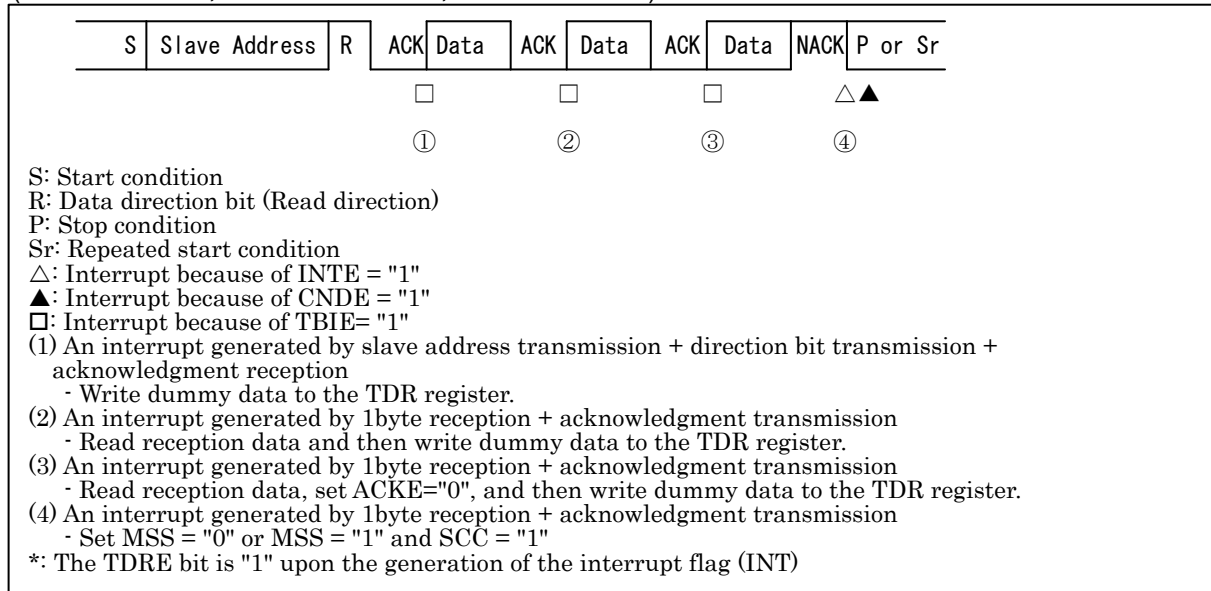 S Slave Address R ACK Data ACK Data ACK Data NACK P or Sr
□ □ □ △▲
① ② ③ ④
S: Start condition
R: Data direction bit (Read direction)
P: Stop condition
Sr: Repeated start condition
△: Interrupt because of INTE = "1"
▲: Interrupt because of CNDE = "1"
□: Interrupt because of TBIE= "1"
(1) An interrupt generated by slave address transmission + direction bit transmission +
acknowledgment reception
- Write dummy data to the TDR register.
(2) An interrupt generated by 1byte reception + acknowledgment transmission
- Read reception data and then write dummy data to the TDR register.
(3) An interrupt generated by 1byte reception + acknowledgment transmission
- Read reception data, set ACKE="0", and then write dummy data to the TDR register.
(4) An interrupt generated by 1byte reception + acknowledgment transmission
- Set MSS = "0" or MSS = "1" and SCC = "1"
*: The TDRE bit is "1" upon the generation of the interrupt flag (INT)